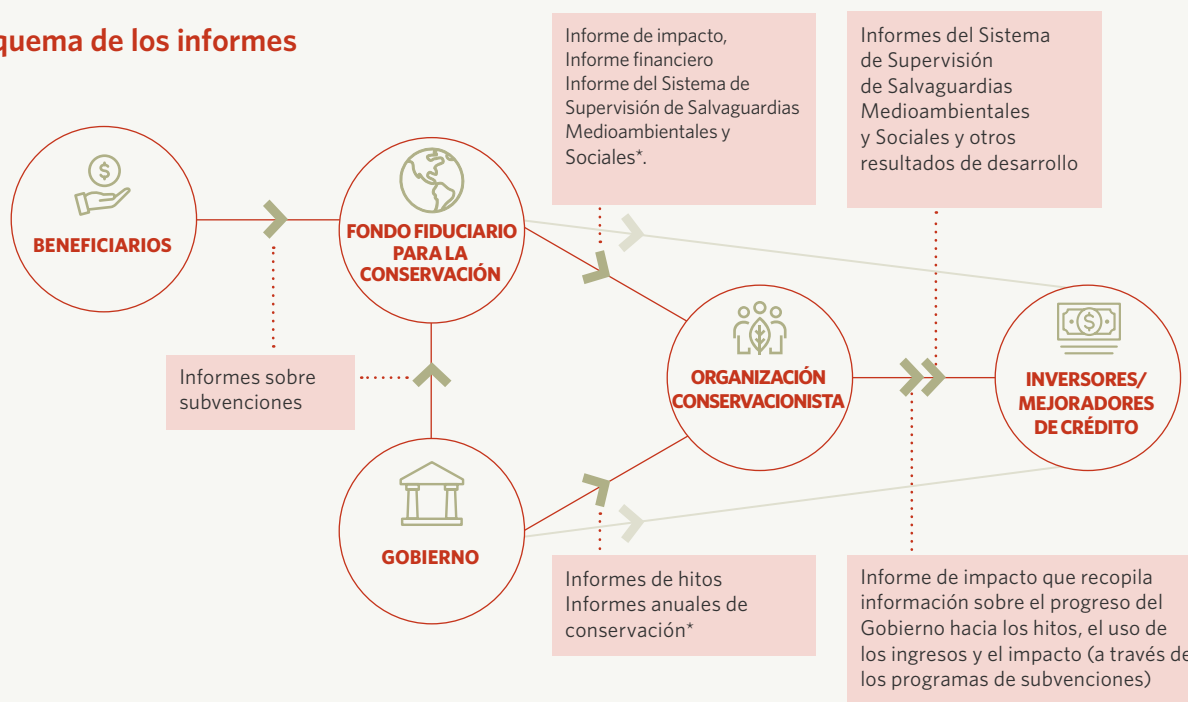 quema de los informes
Informe de impacto,
Informe financiero
Informe del Sistema de
Supervisión de Salvaguardias
Medioambientales y
Sociales*.
Informes del Sistema
de Supervisión
de Salvaguardias
Medioambientales
y Sociales y otros
resultados de desarrollo
BENEFICIARIOS
FONDO FIDUCIARIO
PARA LA
CONSERVACIÓN
Informes sobre
subvenciones
ORGANIZACIÓN
CONSERVACIONISTA
INVERSORES/
MEJORADORES
DE CRÉDITO
GOBIERNO
Informes de hitos
Informes anuales de
conservación*
Informe de impacto que recopila
información sobre el progreso del
Gobierno hacia los hitos, el uso de
los ingresos y el impacto (a través de
los programas de subvenciones)